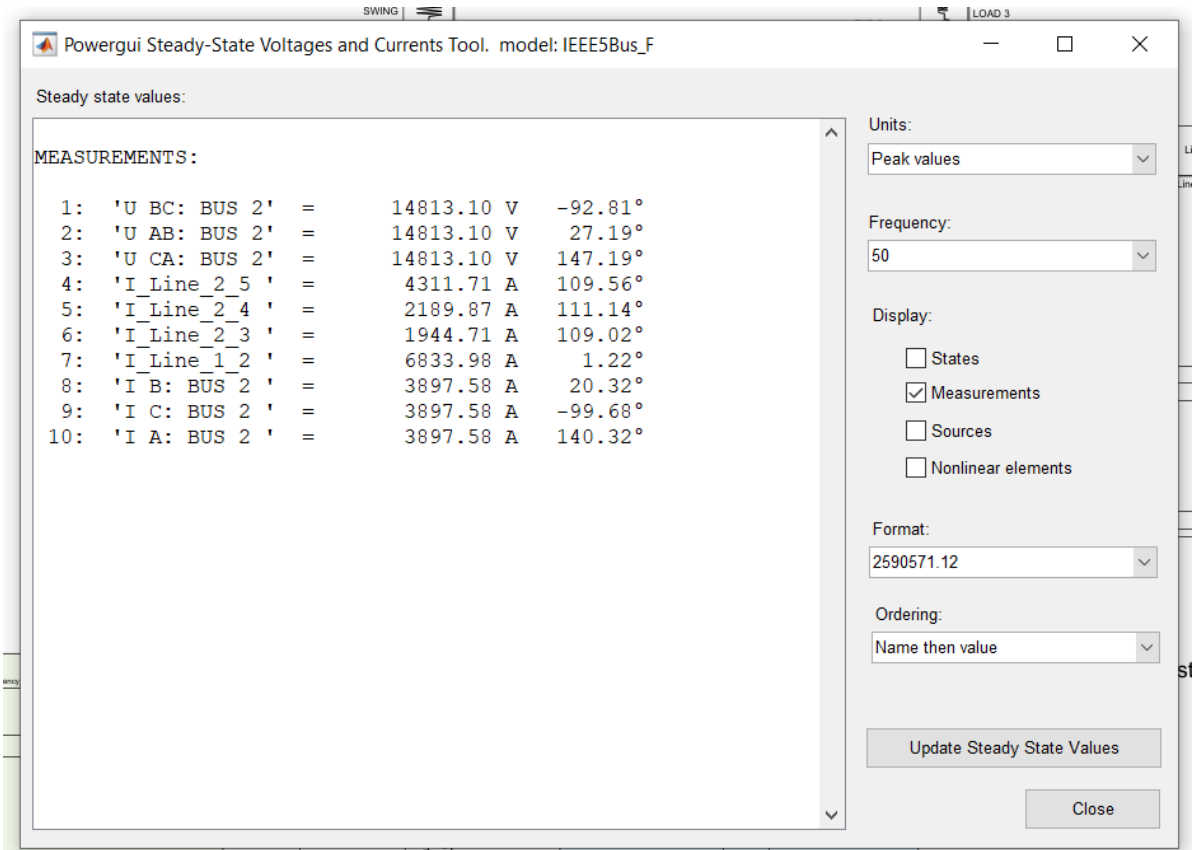 SWING
LOAD 3
Powergui Steady-State Voltages and Currents Tool. model: IEEE5Bus_F
Steady state values:
MEASUREMENTS:
1: 'U BC: BUS 2' = 14813.10 V -92.81°
2: 'U AB: BUS 2' = 14813.10 V 27.19°
3: 'U CA: BUS 2' = 14813.10 V 147.19°
4: 'I_Line_2_5 ' = 4311.71 A 109.56°
5: 'I_Line_2_4 ' = 2189.87 A 111.14°
6: 'I_Line_2_3 ' = 1944.71 A 109.02°
7: 'I_Line_1_2 ' = 6833.98 A 1.22°
8: 'I B: BUS 2 ' = 3897.58 A 20.32°
9: 'I C: BUS 2 ' = 3897.58 A -99.68°
10: 'I A: BUS 2 ' = 3897.58 A 140.32°
Units:
Peak values
Frequency:
50
Display:
States
Measurements
Sources
Nonlinear elements
Format:
2590571.12
Ordering:
Name then value
Update Steady State Values
Close